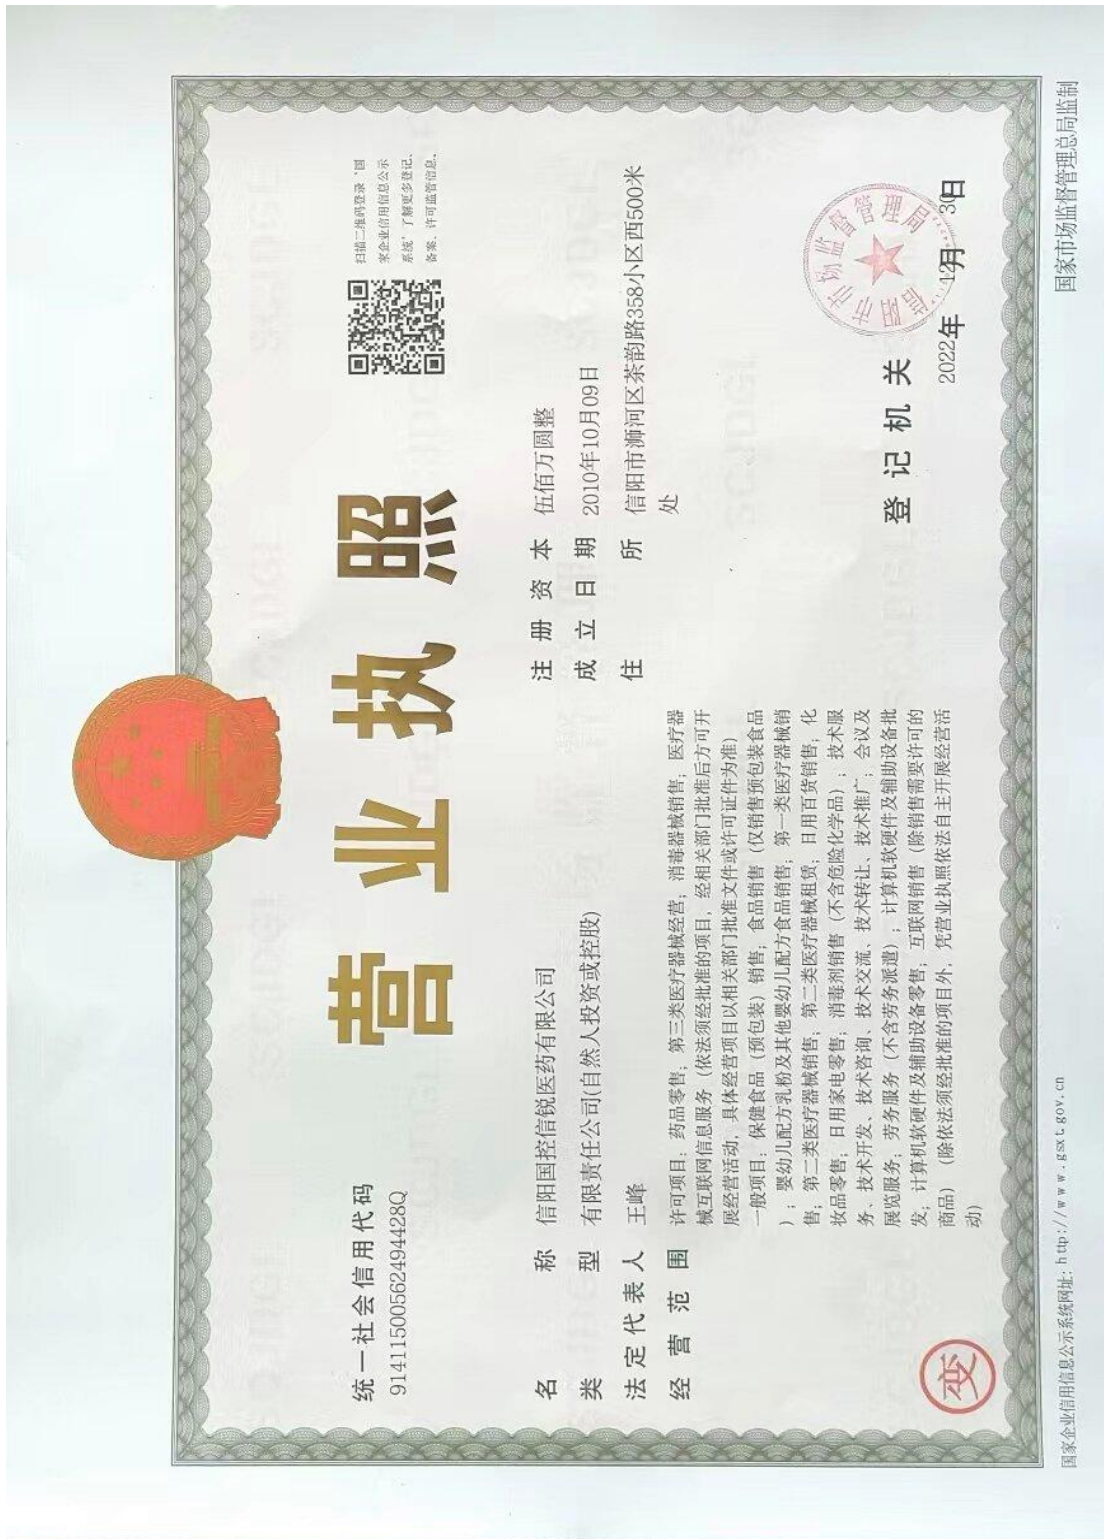 统一社会信用代码
91411500562494428Q
营业执照
扫描二维码登录‘国
家企业信用信息公示
系统’了解更多登记、
备案、许可监管信息。
名称 信阳国控信锐医药有限公司
类型 有限责任公司(自然人投资或控股)
法定代表人 王峰
经营范围 许可项目:药品零售;第三类医疗器械经营;消毒器械销售;医疗器
械互联网信息服务(依法须经批准的项目,经相关部门批准后方可开
展经营活动,具体经营项目以相关部门批准文件或许可证件为准)
一般项目:保健食品(预包装)销售;食品销售(仅销售预包装食品
);婴幼儿配方乳粉及其他婴幼儿配方食品销售;第一类医疗器械销
售;第二类医疗器械销售;第二类医疗器械租赁;日用百货销售;化
妆品零售;日用家电零售;消毒剂销售(不含危险化学品);技术服
务、技术开发、技术咨询、技术交流、技术转让、技术推广;会议及
展览服务;劳务服务(不含劳务派遣);计算机软硬件及辅助设备批
发;计算机软硬件及辅助设备零售;互联网销售(除销售需要许可的
商品)(除依法须经批准的项目外,凭营业执照依法自主开展经营活
动)
注册资本 伍佰万圆整
成立日期 2010年10月09日
住所 信阳市浉河区茶韵路358小区西500米
处
登记机关
信阳市市场监督管理局
2022年12月30日
变
国家企业信用信息公示系统网址:http://www.gsxt.gov.cn
国家市场监督管理总局监制